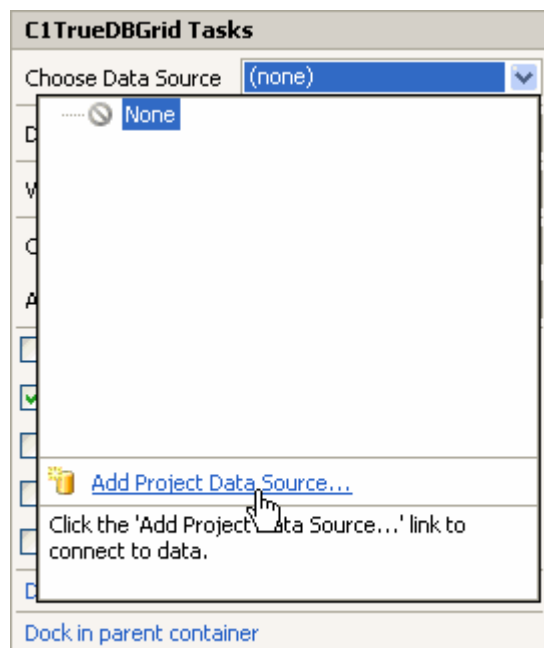 C1TrueDBGrid Tasks
Choose Data Source (none)
None
Add Project Data Source...
Click the 'Add Project Data Source...' link to
connect to data.
Dock in parent container